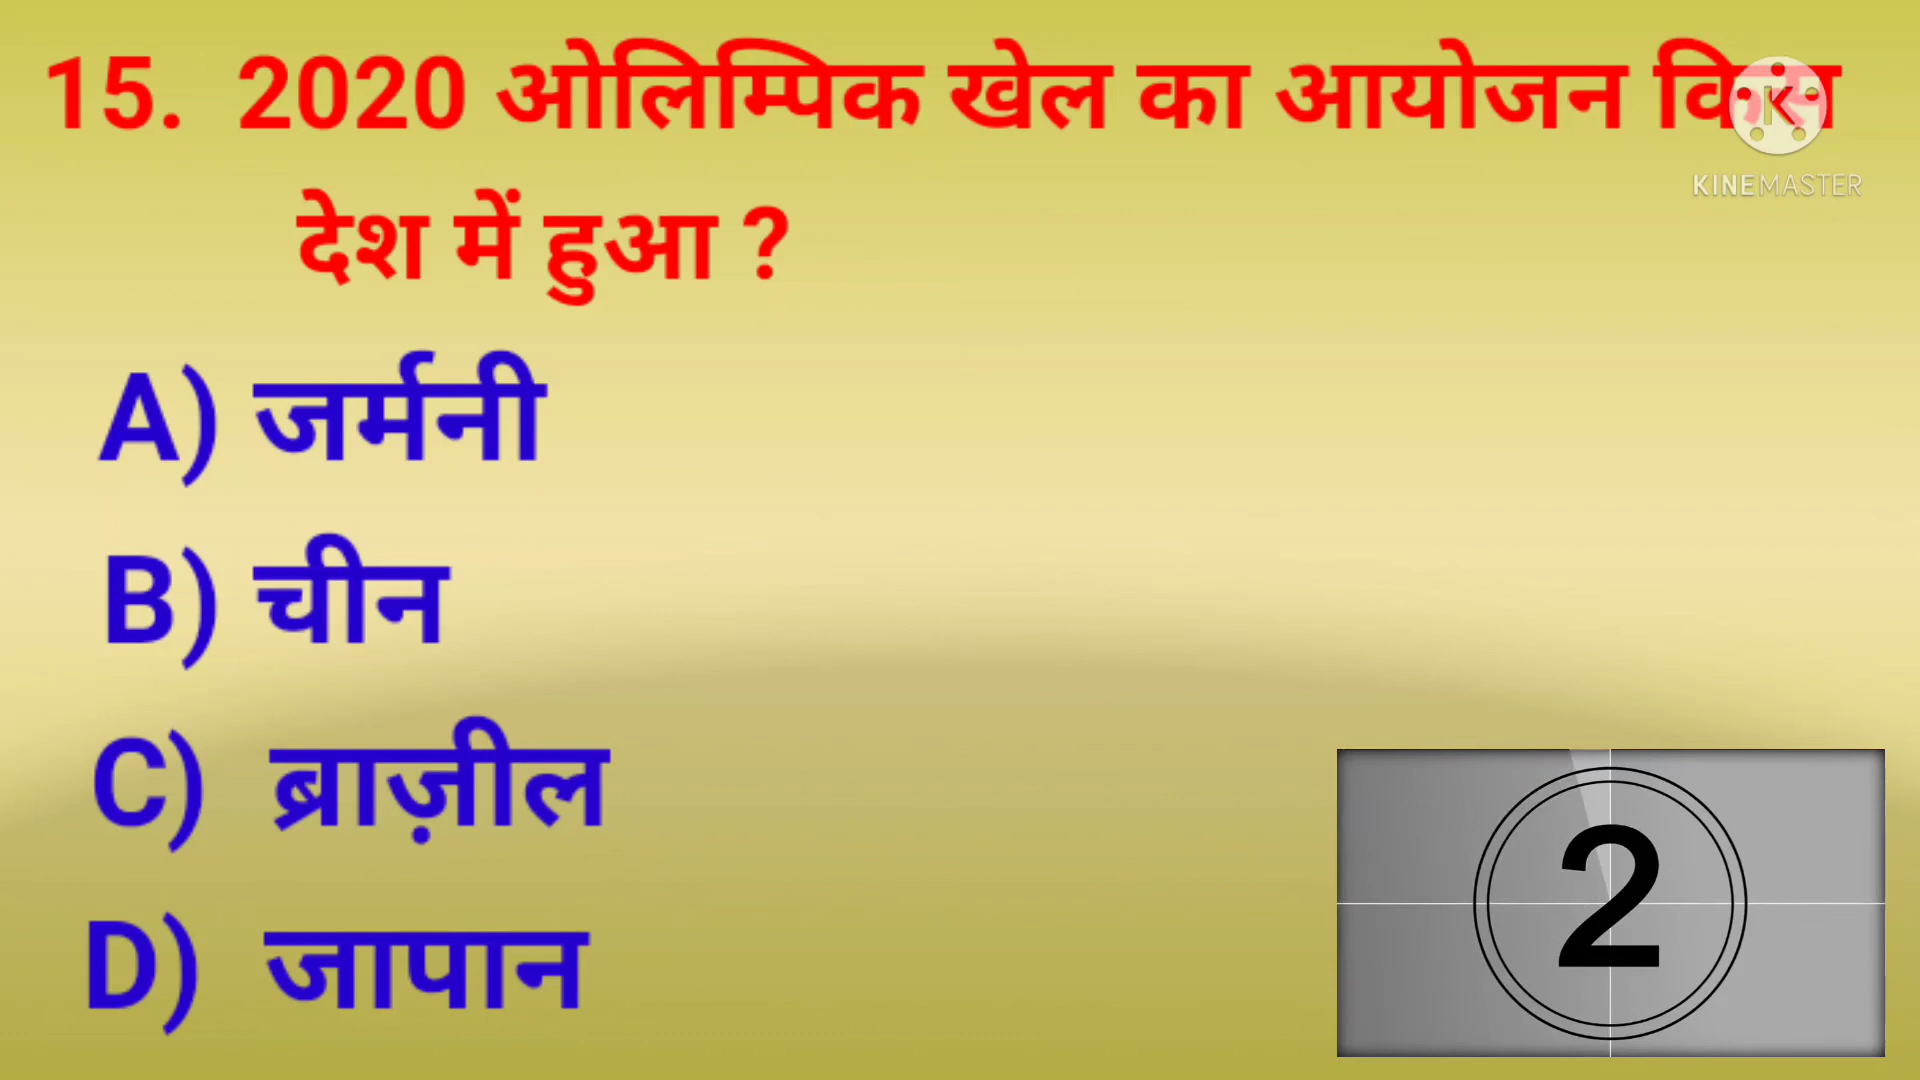 15. 2020 ओलिम्पिक खेल का आयोजन किस
देश में हुआ ?
A) जर्मनी
B) चीन
C) ब्राज़ील
D) जापान
K
KINEMASTER
2